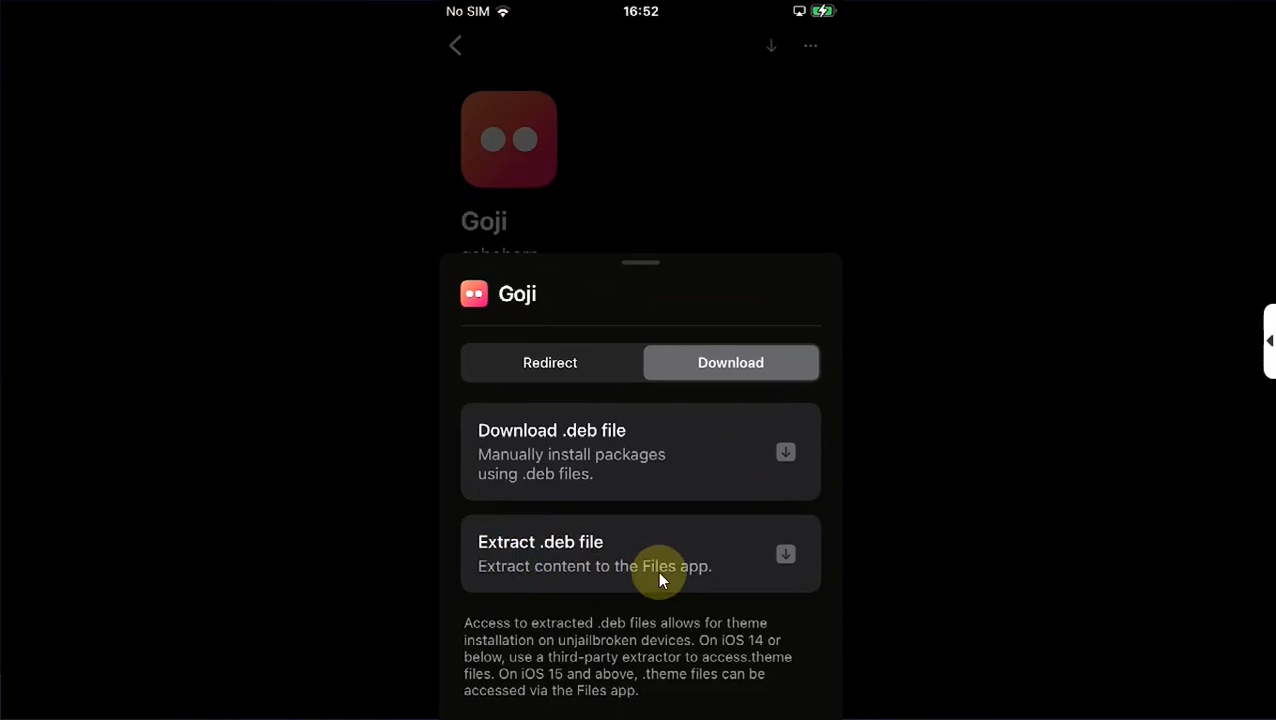 No SIM
16:52
Goji
Goji
Redirect
Download
Download .deb file
Manually install packages
using .deb files.
Extract .deb file
Extract content to the Files app.
Access to extracted .deb files allows for theme
installation on unjailbroken devices. On iOS 14 or
below, use a third-party extractor to access.theme
files. On iOS 15 and above, .theme files can be
accessed via the Files app.